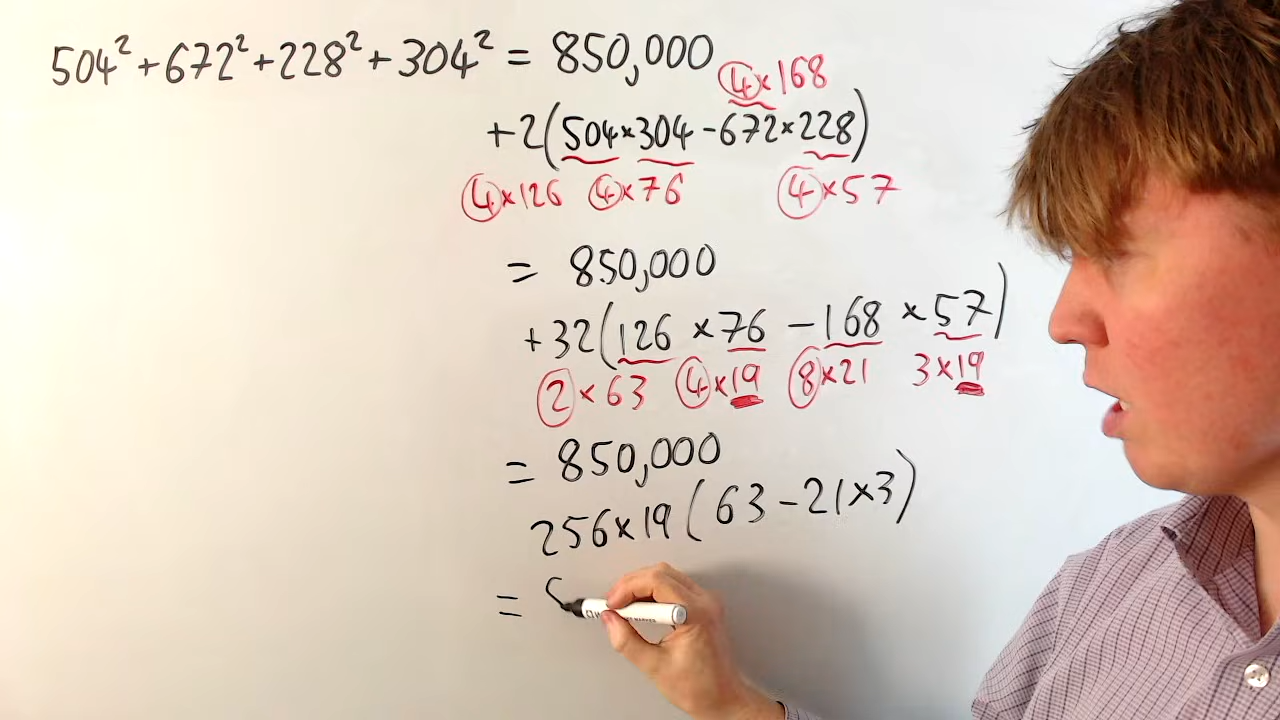 504² + 672² + 228² + 304² = 850,000
4×168
+2(504×304 - 672×228)
4×126 4×76 4×57
= 850,000
+32(126 × 76 - 168 × 57)
2×63 4×19 8×21 3×19
= 850,000
256×19(63 - 21×3)
=